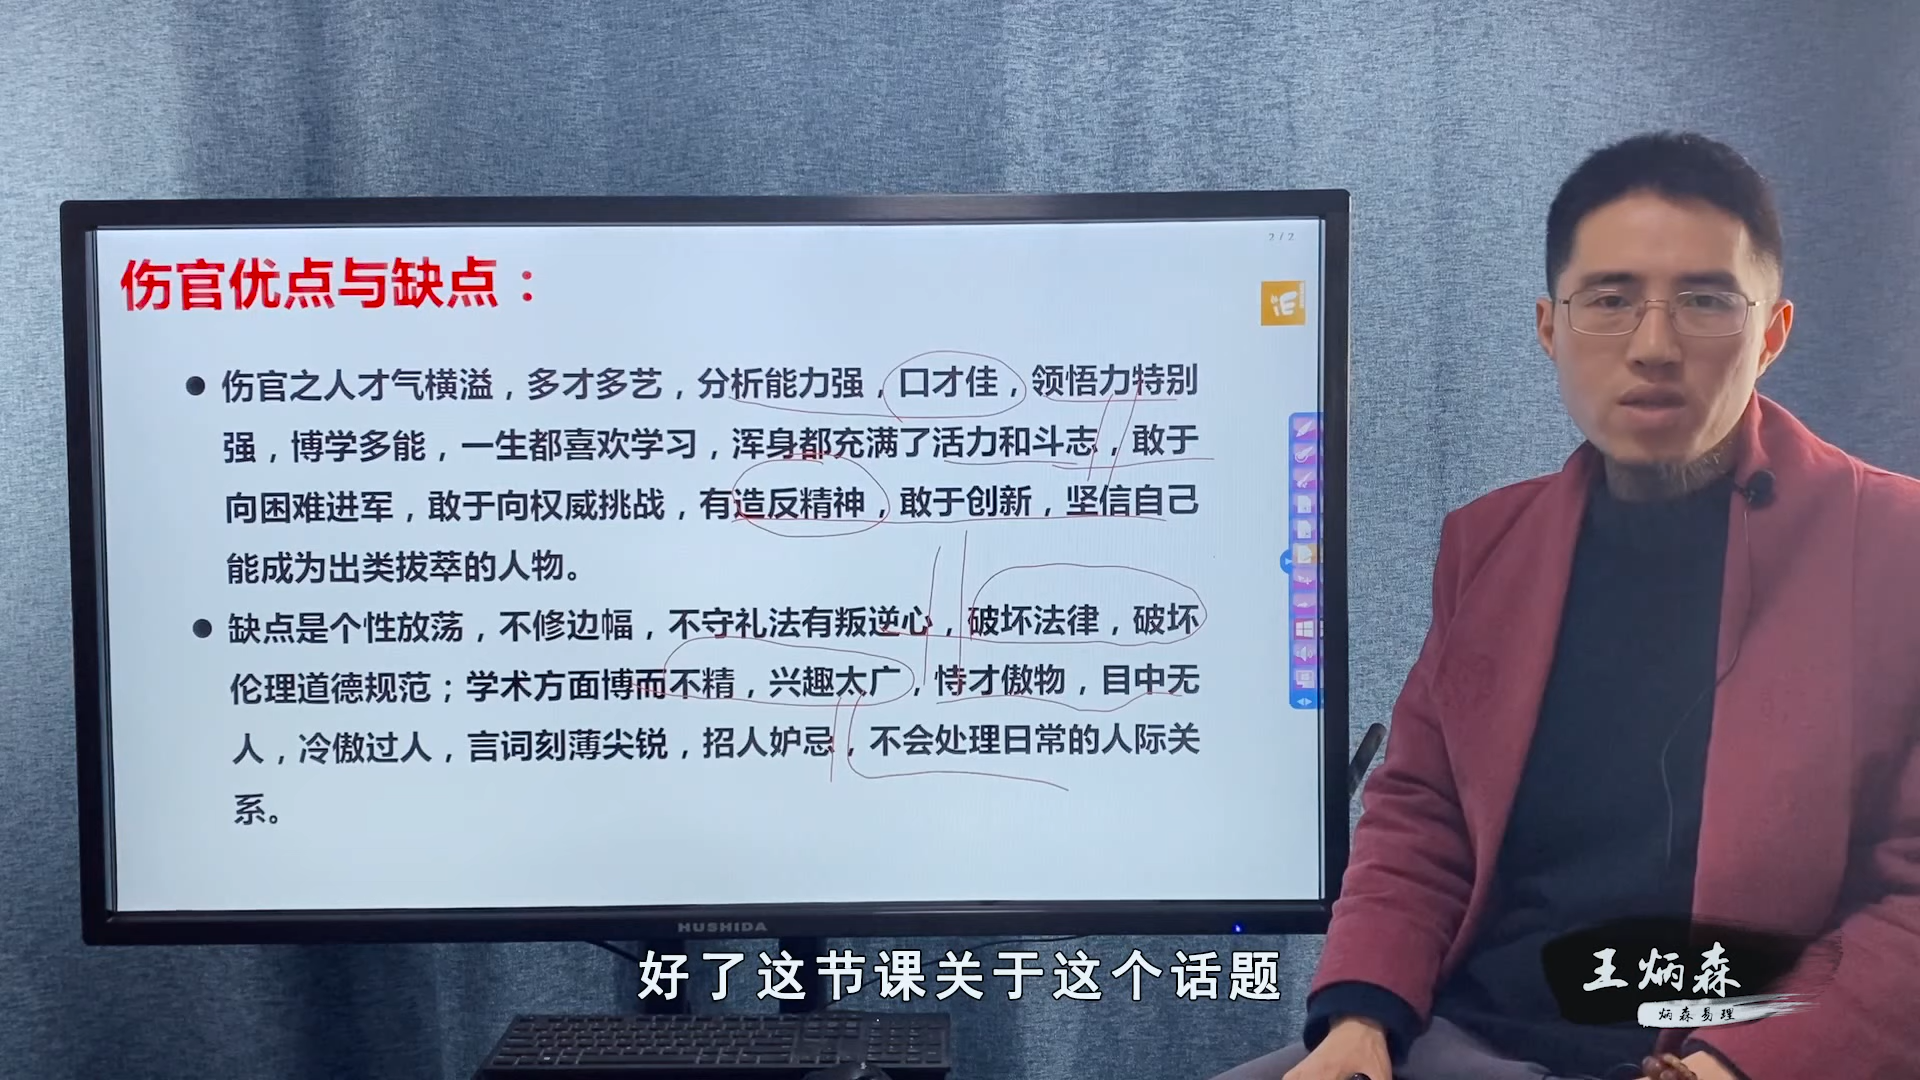 2/2
伤官优点与缺点：
● 伤官之人才气横溢，多才多艺，分析能力强，口才佳，领悟力特别
强，博学多能，一生都喜欢学习，浑身都充满了活力和斗志，敢于
向困难进军，敢于向权威挑战，有造反精神，敢于创新，坚信自己
能成为出类拔萃的人物。
● 缺点是个性放荡，不修边幅，不守礼法有叛逆心，破坏法律，破坏
伦理道德规范；学术方面博而不精，兴趣太广，恃才傲物，目中无
人，冷傲过人，言词刻薄尖锐，招人妒忌，不会处理日常的人际关
系。
HUSHIDA
好了这节课关于这个话题
王炳森
炳森易理